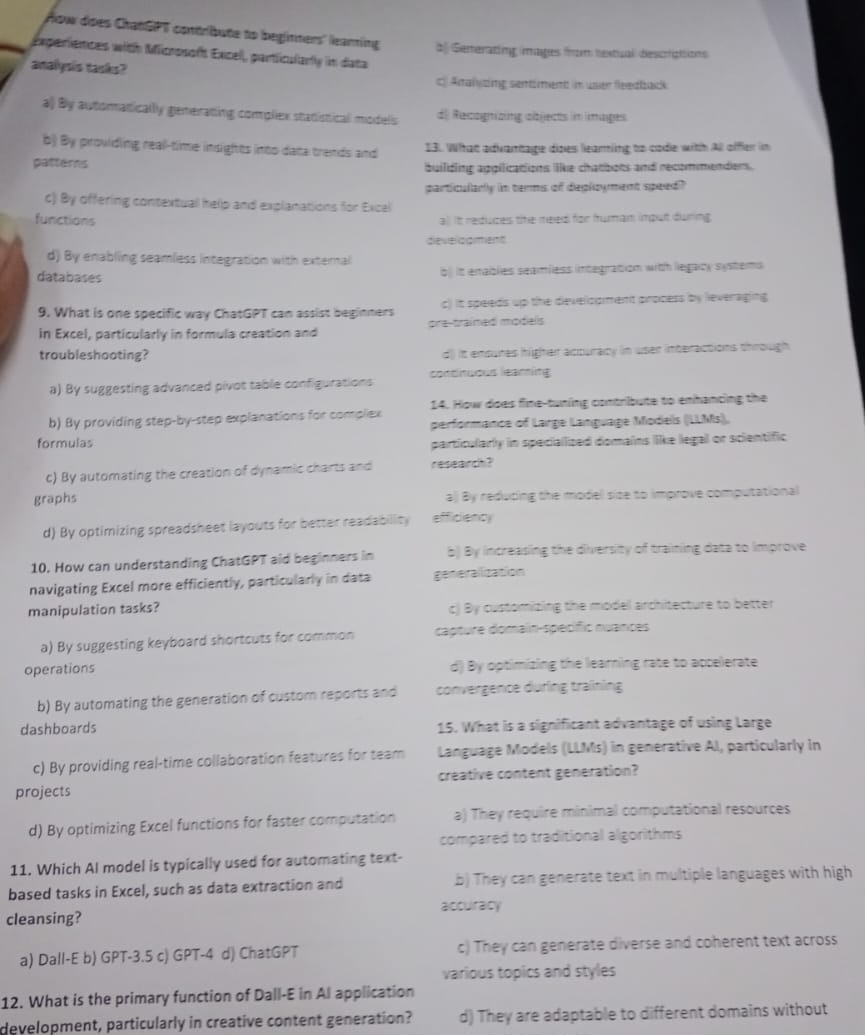 How does ChatGPT contribute to beginners' learning
experiences with Microsoft Excel, particularly in data
analysis tasks?
a) By automatically generating complex statistical models
b) By providing real-time insights into data trends and
patterns
c) By offering contextual help and explanations for Excel
functions
d) By enabling seamless integration with external
databases
9. What is one specific way ChatGPT can assist beginners
in Excel, particularly in formula creation and
troubleshooting?
a) By suggesting advanced pivot table configurations
b) By providing step-by-step explanations for complex
formulas
c) By automating the creation of dynamic charts and
graphs
d) By optimizing spreadsheet layouts for better readability
10. How can understanding ChatGPT aid beginners in
navigating Excel more efficiently, particularly in data
manipulation tasks?
a) By suggesting keyboard shortcuts for common
operations
b) By automating the generation of custom reports and
dashboards
c) By providing real-time collaboration features for team
projects
d) By optimizing Excel functions for faster computation
11. Which AI model is typically used for automating text-
based tasks in Excel, such as data extraction and
cleansing?
a) Dall-E b) GPT-3.5 c) GPT-4 d) ChatGPT
12. What is the primary function of Dall-E in AI application
development, particularly in creative content generation?
b) Generating images from textual descriptions
c) Analyzing sentiment in user feedback
d) Recognizing objects in images
13. What advantage does learning to code with AI offer in
building applications like chatbots and recommenders,
particularly in terms of deployment speed?
a) It reduces the need for human input during
development
b) It enables seamless integration with legacy systems
c) It speeds up the development process by leveraging
pre-trained models
d) It ensures higher accuracy in user interactions through
continuous learning
14. How does fine-tuning contribute to enhancing the
performance of Large Language Models (LLMs),
particularly in specialized domains like legal or scientific
research?
a) By reducing the model size to improve computational
efficiency
b) By increasing the diversity of training data to improve
generalization
c) By customizing the model architecture to better
capture domain-specific nuances
d) By optimizing the learning rate to accelerate
convergence during training
15. What is a significant advantage of using Large
Language Models (LLMs) in generative AI, particularly in
creative content generation?
a) They require minimal computational resources
compared to traditional algorithms
b) They can generate text in multiple languages with high
accuracy
c) They can generate diverse and coherent text across
various topics and styles
d) They are adaptable to different domains without